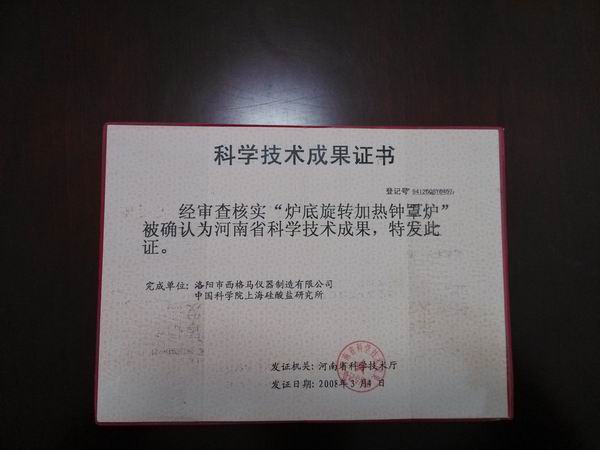 科学技术成果证书
登记号
经审查核实“炉底旋转加热钟罩炉”
被确认为河南省科学技术成果，特发此
证。
完成单位：洛阳市西格马仪器制造有限公司
中国科学院上海硅酸盐研究所
发证机关：河南省科学技术厅
发证日期：2008年3月4日